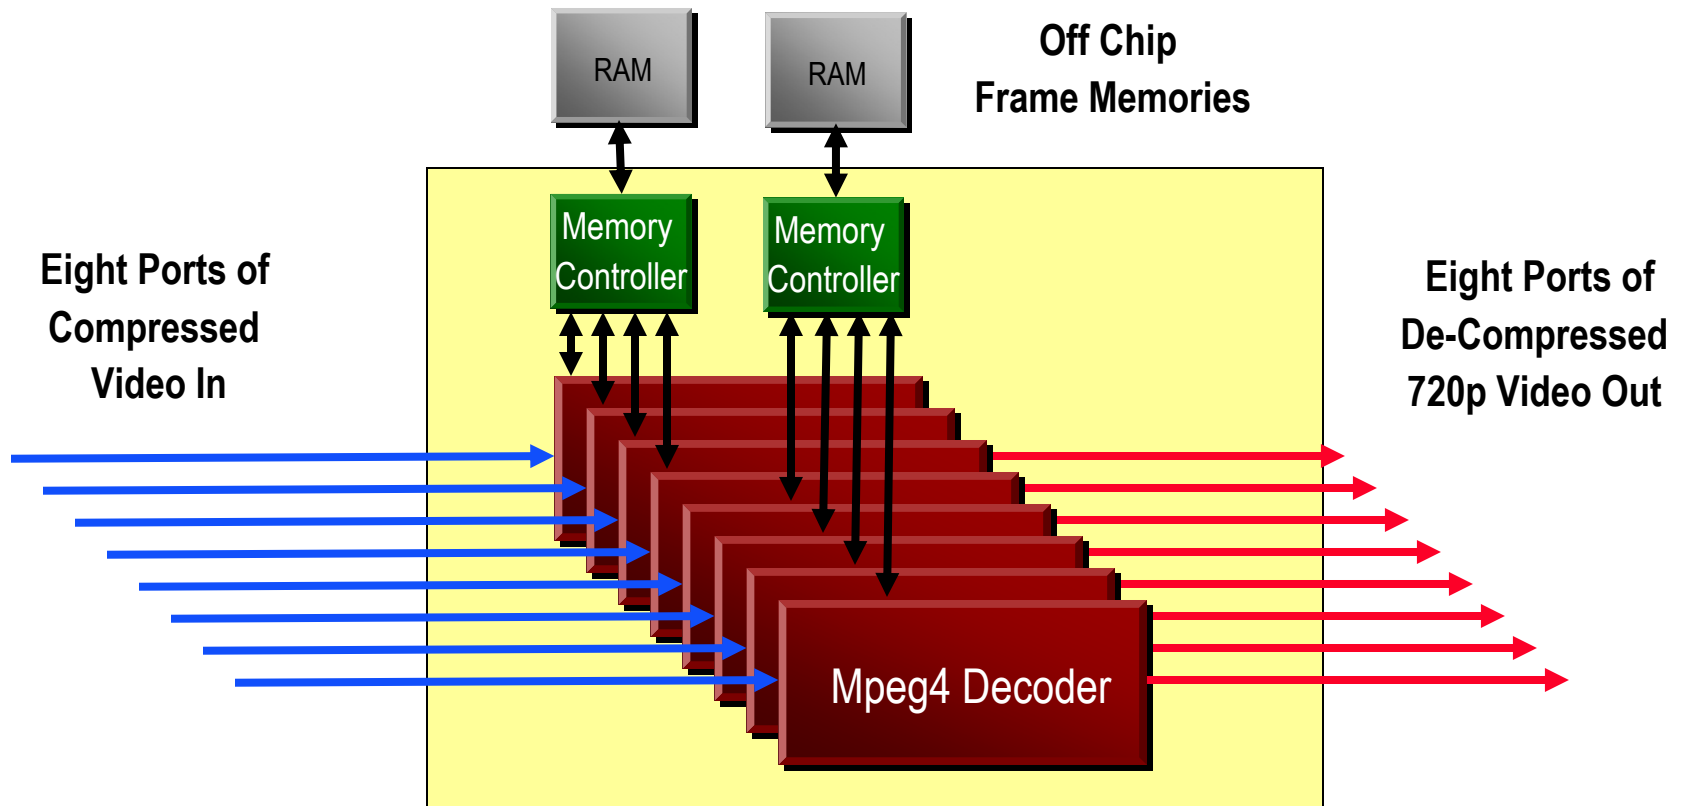 RAM
RAM
Off Chip
Frame Memories
Memory
Controller
Memory
Controller
Eight Ports of
Compressed
Video In
Eight Ports of
De-Compressed
720p Video Out
Mpeg4 Decoder